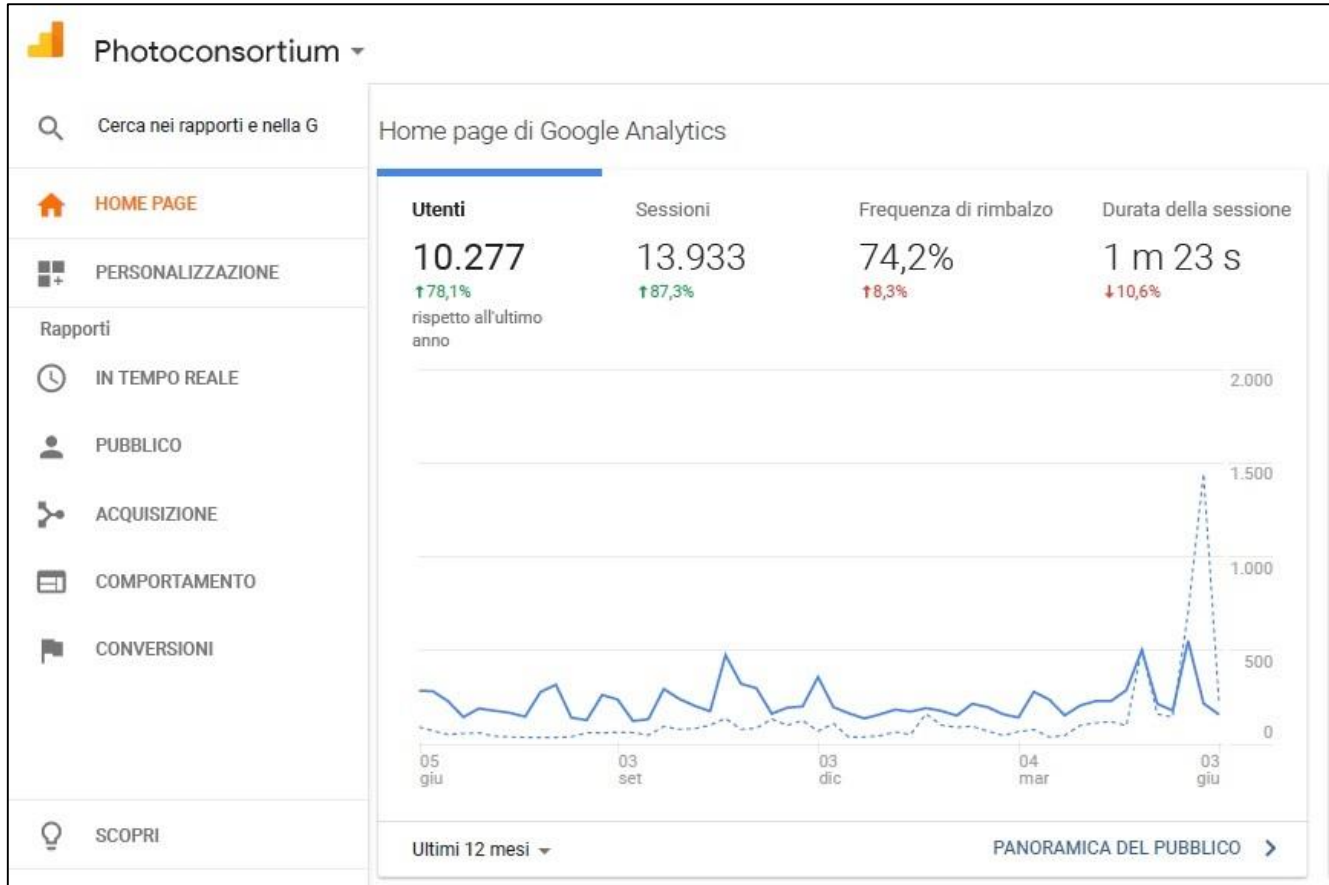 Photoconsortium
Cerca nei rapporti e nella G
HOME PAGE
PERSONALIZZAZIONE
Rapporti
IN TEMPO REALE
PUBBLICO
ACQUISIZIONE
COMPORTAMENTO
CONVERSIONI
SCOPRI
Home page di Google Analytics
Utenti
10.277
↑78,1%
rispetto all'ultimo
anno
Sessioni
13.933
↑87,3%
Frequenza di rimbalzo
74,2%
↑8,3%
Durata della sessione
1 m 23 s
↓10,6%
2.000
1.500
1.000
500
0
05
giu
03
set
03
dic
04
mar
03
giu
Ultimi 12 mesi
PANORAMICA DEL PUBBLICO